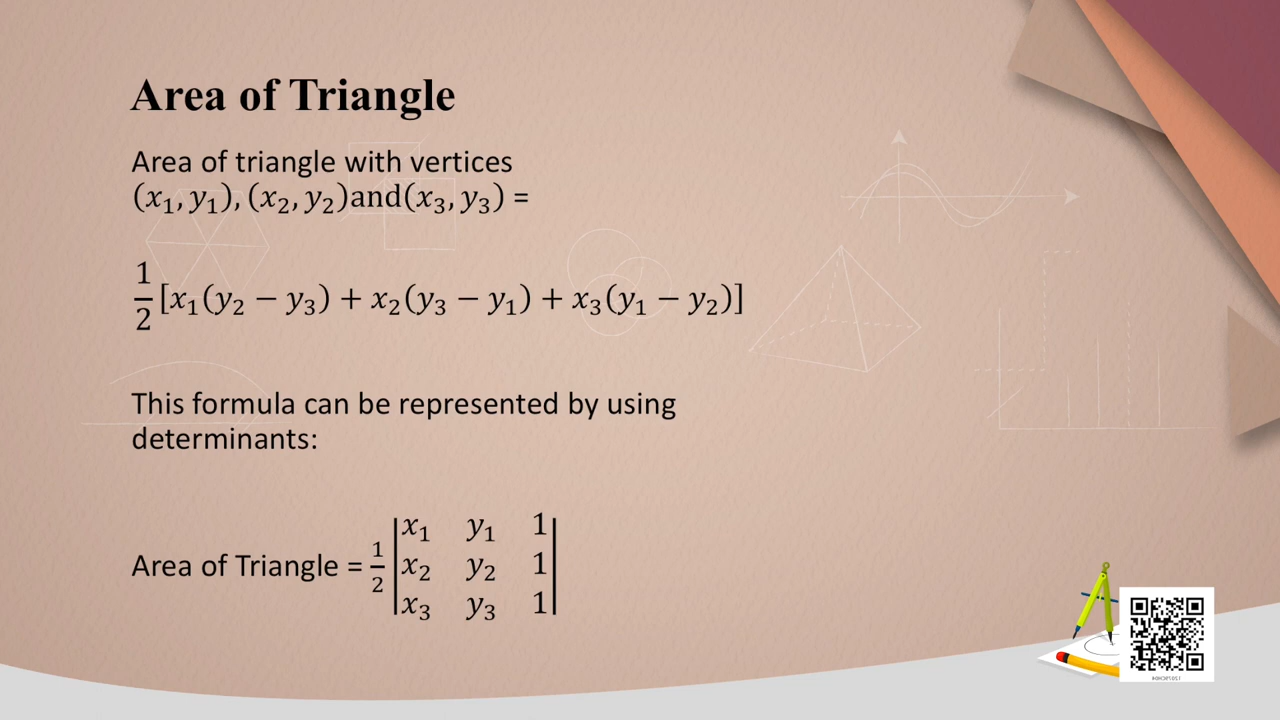 Area of Triangle
Area of triangle with vertices
(x₁, y₁), (x₂, y₂)and(x₃, y₃) =
1/2 [x₁(y₂ − y₃) + x₂(y₃ − y₁) + x₃(y₁ − y₂)]
This formula can be represented by using
determinants:
Area of Triangle = 1/2 |x₁ y₁ 1|
|x₂ y₂ 1|
|x₃ y₃ 1|